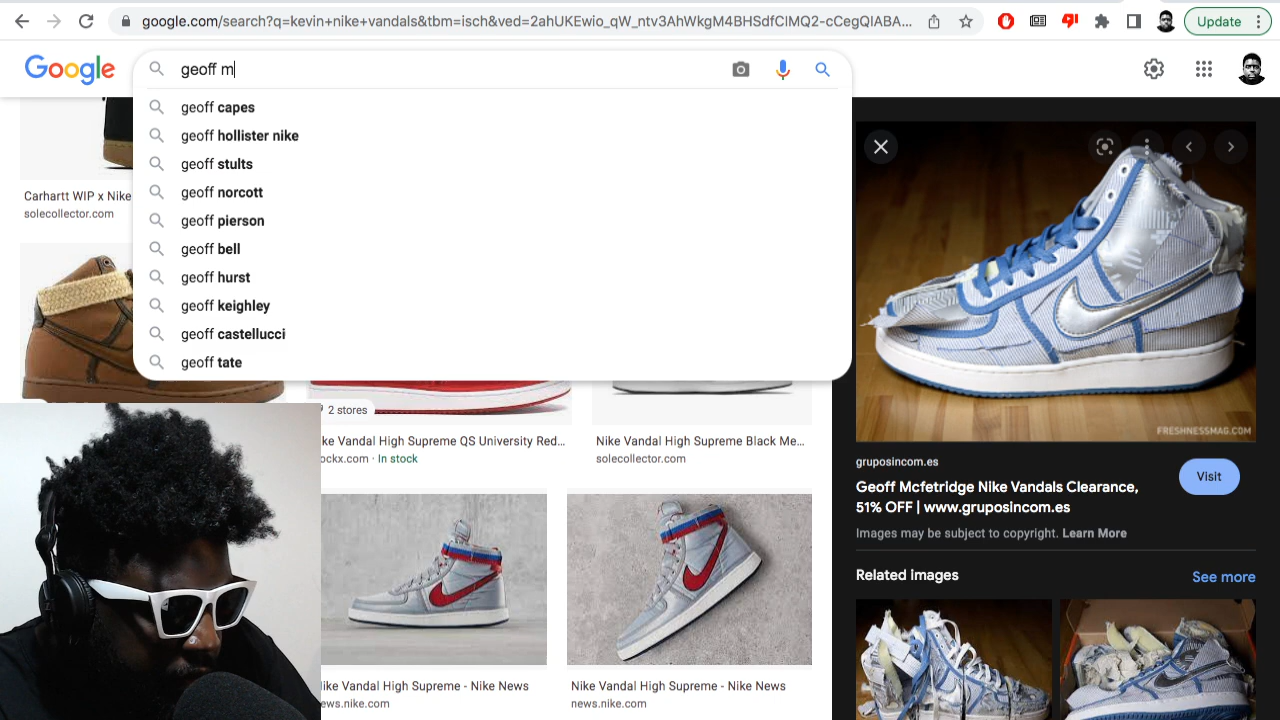 google.com/search?q=kevin+nike+vandals&tbm=isch&ved=2ahUKEwio_qW_ntv3AhWkgM4BHSdfClMQ2-cCegQIABA...
Update
Google
geoff m
geoff capes
geoff hollister nike
geoff stults
geoff norcott
geoff pierson
geoff bell
geoff hurst
geoff keighley
geoff castellucci
geoff tate
Carhartt WIP x Nike
solecollector.com
2 stores
ke Vandal High Supreme QS University Red...
ockx.com · In stock
Nike Vandal High Supreme Black Me...
solecollector.com
FRESHNESSMAG.COM
gruposincom.es
Geoff Mcfetridge Nike Vandals Clearance,
51% OFF | www.gruposincom.es
Visit
Images may be subject to copyright. Learn More
Related images
See more
ike Vandal High Supreme - Nike News
ews.nike.com
Nike Vandal High Supreme - Nike News
news.nike.com